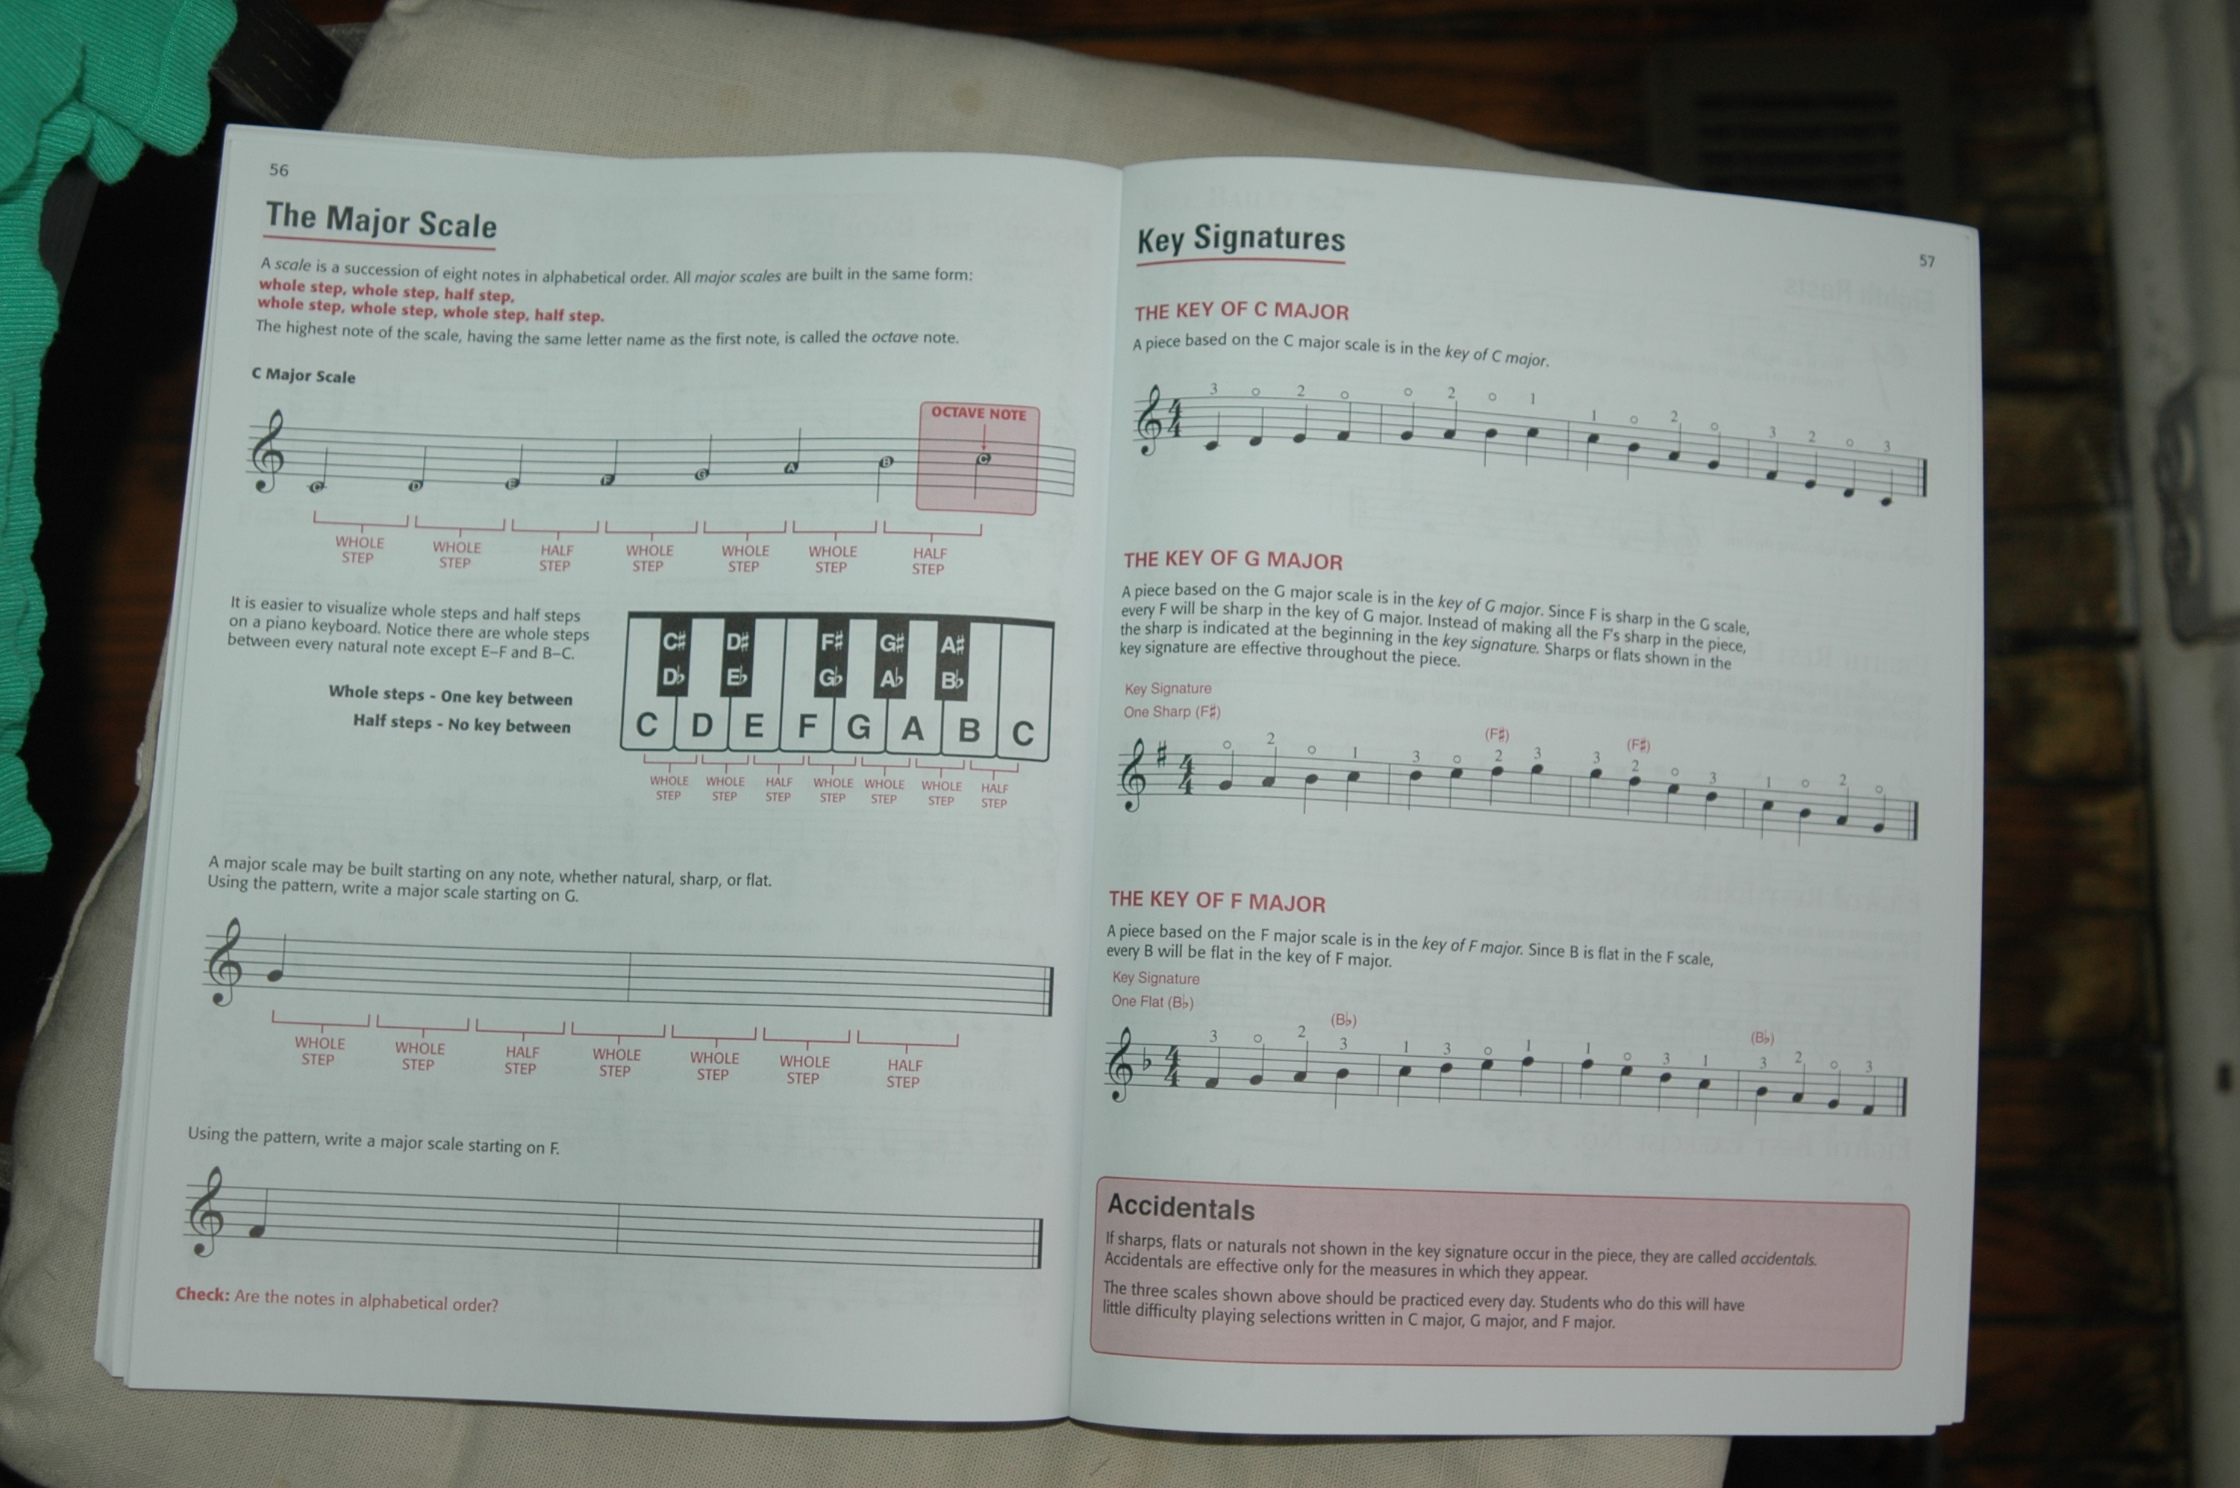 56
The Major Scale
A scale is a succession of eight notes in alphabetical order. All major scales are built in the same form:
whole step, whole step, half step,
whole step, whole step, whole step, half step.
The highest note of the scale, having the same letter name as the first note, is called the octave note.
C Major Scale
OCTAVE NOTE
C D E F G A B C
WHOLE STEP WHOLE STEP HALF STEP WHOLE STEP WHOLE STEP WHOLE STEP HALF STEP
It is easier to visualize whole steps and half steps
on a piano keyboard. Notice there are whole steps
between every natural note except E–F and B–C.
Whole steps - One key between
Half steps - No key between
C♯ D♯ F♯ G♯ A♯
D♭ E♭ G♭ A♭ B♭
C D E F G A B C
WHOLE STEP WHOLE STEP HALF STEP WHOLE STEP WHOLE STEP WHOLE STEP HALF STEP
A major scale may be built starting on any note, whether natural, sharp, or flat.
Using the pattern, write a major scale starting on G.
WHOLE STEP WHOLE STEP HALF STEP WHOLE STEP WHOLE STEP WHOLE STEP HALF STEP
Using the pattern, write a major scale starting on F.
Check: Are the notes in alphabetical order?
57
Key Signatures
THE KEY OF C MAJOR
A piece based on the C major scale is in the key of C major.
3 o 2 o o 2 o 1 1 o 2 o 3 2 o 3
4
4
THE KEY OF G MAJOR
A piece based on the G major scale is in the key of G major. Since F is sharp in the G scale,
every F will be sharp in the key of G major. Instead of making all the F's sharp in the piece,
the sharp is indicated at the beginning in the key signature. Sharps or flats shown in the
key signature are effective throughout the piece.
Key Signature
One Sharp (F♯)
(F♯) (F♯)
o 2 o 1 3 o 2 3 3 2 o 3 1 o 2 o
4
4
THE KEY OF F MAJOR
A piece based on the F major scale is in the key of F major. Since B is flat in the F scale,
every B will be flat in the key of F major.
Key Signature
One Flat (B♭)
(B♭) (B♭)
3 o 2 3 1 3 o 1 1 o 3 1 3 2 o 3
4
4
Accidentals
If sharps, flats or naturals not shown in the key signature occur in the piece, they are called accidentals.
Accidentals are effective only for the measures in which they appear.
The three scales shown above should be practiced every day. Students who do this will have
little difficulty playing selections written in C major, G major, and F major.